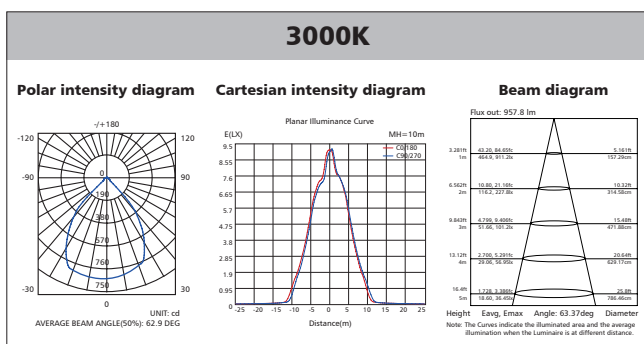 3000K
Polar intensity diagram
-/+180
-120
120
-90
90
0
190
380
570
760
750
-30
30
0
UNIT: cd
AVERAGE BEAM ANGLE(50%): 62.9 DEG
Cartesian intensity diagram
Planar Illuminance Curve
E(LX)
MH=10m
C0/180
C90/270
9.5
8.55
7.6
6.65
5.7
4.75
3.8
2.85
1.9
0.95
0
-25 -20 -15 -10 -5 0 5 10 15 20 25
Distance(m)
Beam diagram
Flux out: 957.8 lm
3.281ft 43.20, 84.65fc 5.161ft
1m 464.9, 911.2lx 157.29cm
6.562ft 10.80, 21.16fc 10.32ft
2m 116.2, 227.8lx 314.58cm
9.843ft 4.799, 9.406fc 15.48ft
3m 51.66, 101.2lx 471.88cm
13.12ft 2.700, 5.291fc 20.64ft
4m 29.06, 56.95lx 629.17cm
16.4ft 1.728, 3.386fc 25.8ft
5m 18.60, 36.45lx 786.46cm
Height Eavg, Emax Angle: 63.37deg Diameter
Note: The Curves indicate the illuminated area and the average
illumination when the Luminaire is at different distance.